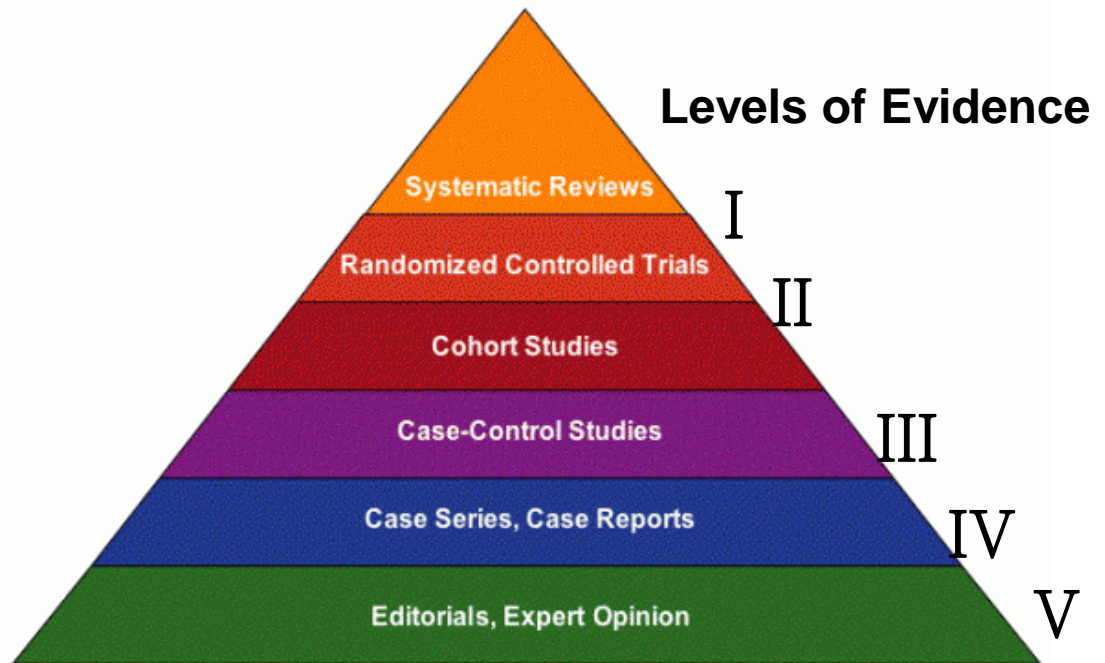 Levels of Evidence
Systematic Reviews
I
Randomized Controlled Trials
II
Cohort Studies
Case-Control Studies
III
Case Series, Case Reports
IV
Editorials, Expert Opinion
V